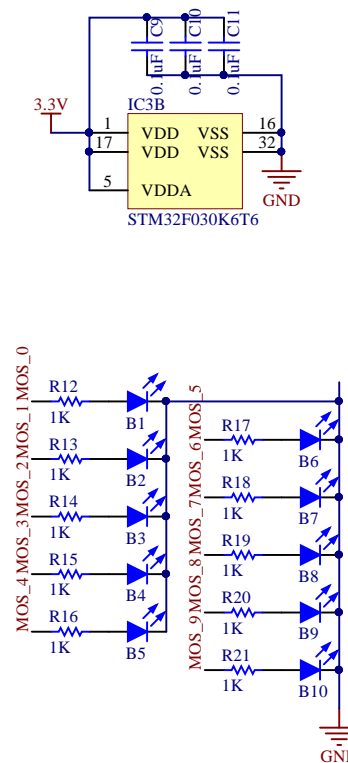 C9
0.1uF
C10
0.1uF
C11
0.1uF
3.3V
IC3B
1 VDD VSS 16
17 VDD VSS 32
5 VDDA
STM32F030K6T6
GND
MOS_0
R12
1K
B1
MOS_1
R13
1K
B2
MOS_2
R14
1K
B3
MOS_3
R15
1K
B4
MOS_4
R16
1K
B5
MOS_5
R17
1K
B6
MOS_6
R18
1K
B7
MOS_7
R19
1K
B8
MOS_8
R20
1K
B9
MOS_9
R21
1K
B10
GN